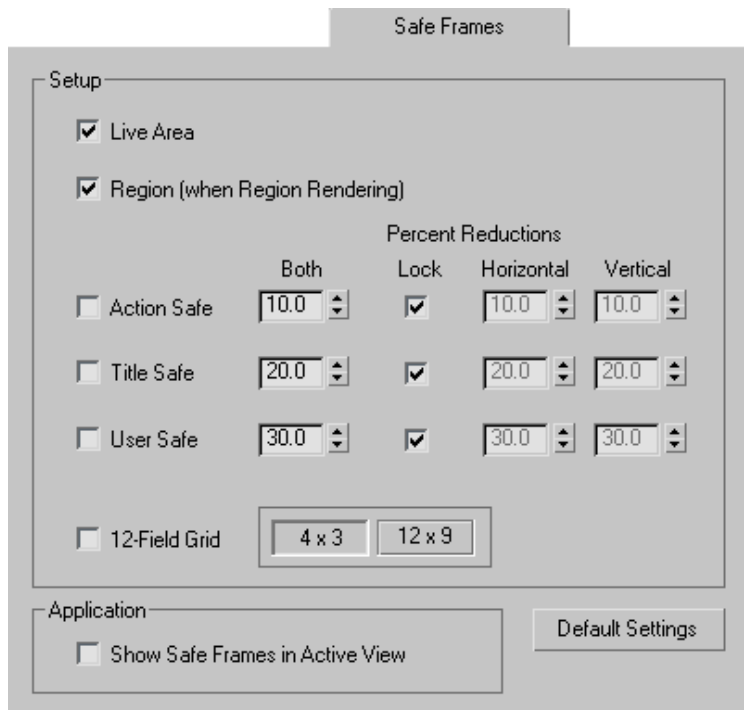 Safe Frames
Setup
Live Area
Region (when Region Rendering)
Percent Reductions
Both Lock Horizontal Vertical
Action Safe 10.0 10.0 10.0
Title Safe 20.0 20.0 20.0
User Safe 30.0 30.0 30.0
12-Field Grid 4 x 3 12 x 9
Application
Show Safe Frames in Active View
Default Settings